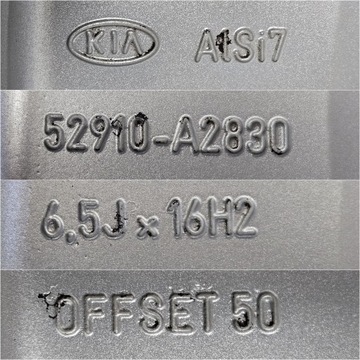 KIA AlSi7
52910-A2830
6.5J x 16H2
OFFSET 50